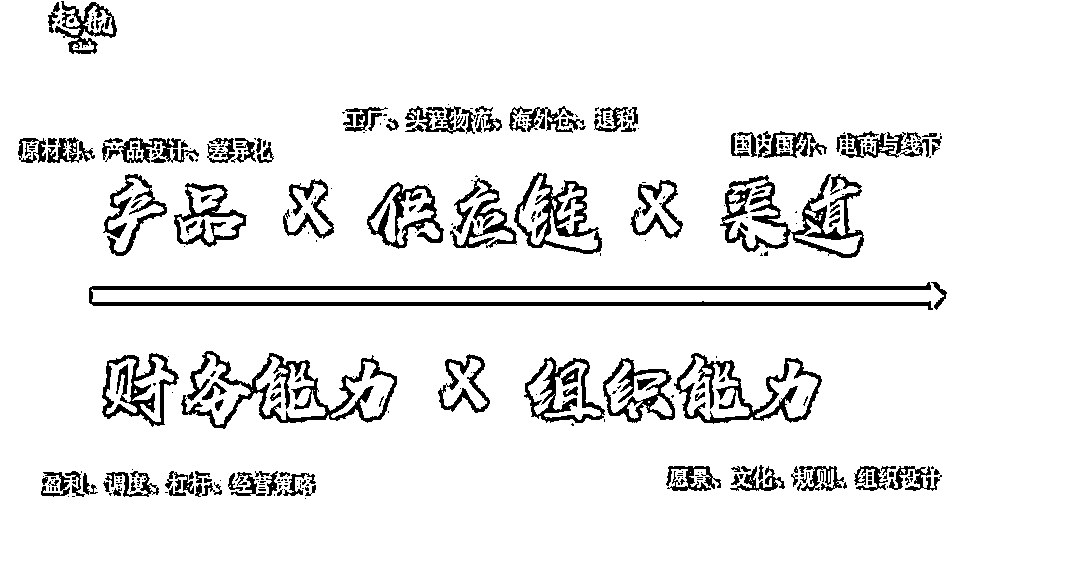 起航
club
工厂、头程物流、海外仓、退税
原材料、产品设计、差异化
国内国外、电商与线下
产品 X 供应链 X 渠道
财务能力 X 组织能力
盈利、调度、杠杆、经营策略
愿景、文化、规则、组织设计